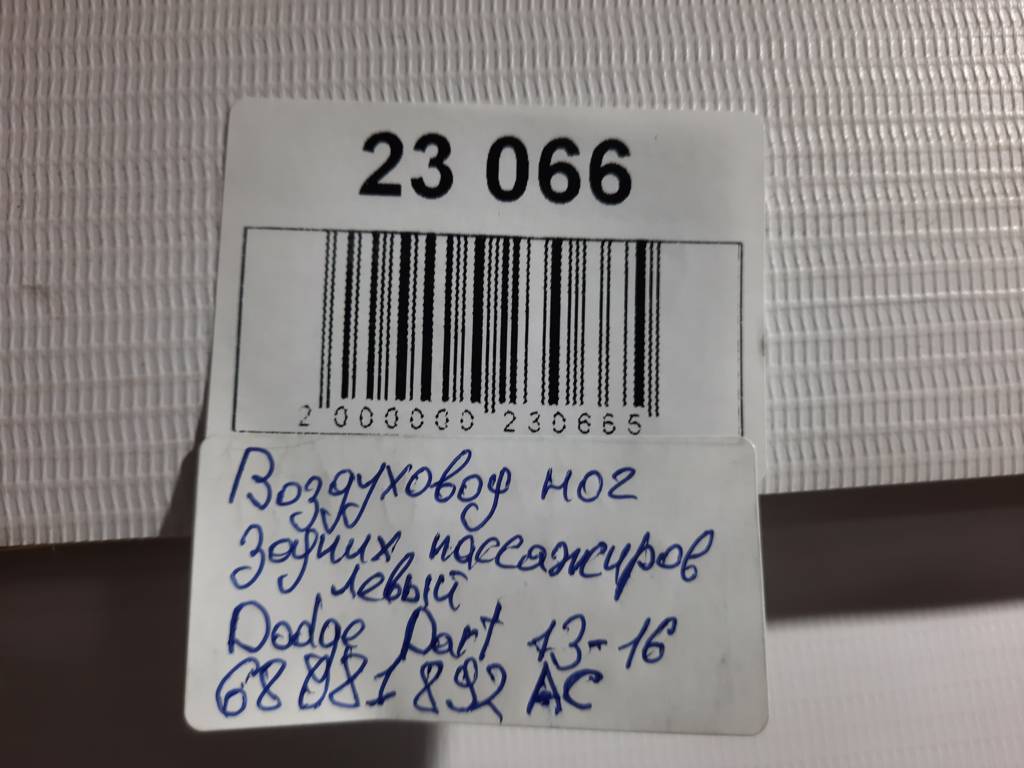 23 066
2 000000 230665
Воздуховод ног
задних пассажиров
левый
Dodge Dart 13-16
68081892 AC